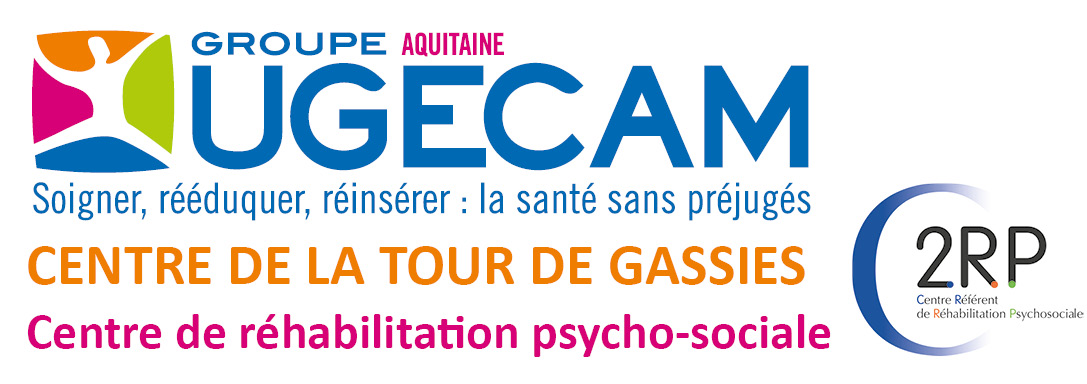 GROUPE AQUITAINE
UGECAM
Soigner, rééduquer, réinsérer : la santé sans préjugés
CENTRE DE LA TOUR DE GASSIES
Centre de réhabilitation psycho-sociale
C2RP
Centre Référent
de Réhabilitation Psychosociale